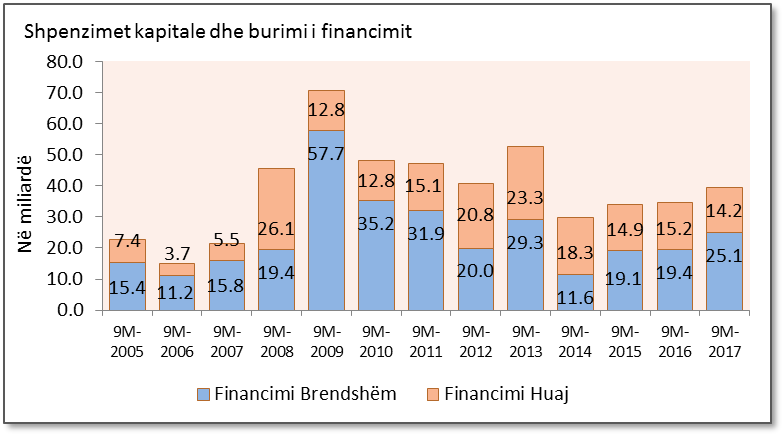 Shpenzimet kapitale dhe burimi i financimit
Në miliardë
80.0
70.0
60.0
50.0
40.0
30.0
20.0
10.0
0.0
7.4
3.7
5.5
26.1
12.8
12.8
15.1
20.8
23.3
18.3
14.9
15.2
14.2
15.4
11.2
15.8
19.4
57.7
35.2
31.9
20.0
29.3
11.6
19.1
19.4
25.1
9M-2005
9M-2006
9M-2007
9M-2008
9M-2009
9M-2010
9M-2011
9M-2012
9M-2013
9M-2014
9M-2015
9M-2016
9M-2017
Financimi Brendshëm
Financimi Huaj